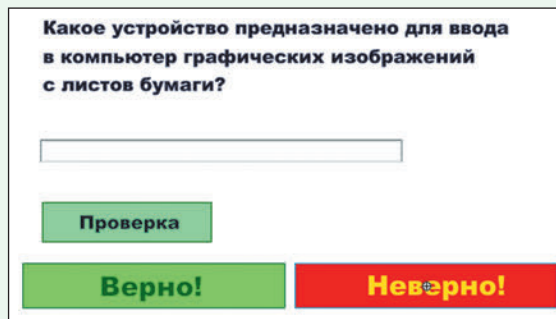 Какое устройство предназначено для ввода
в компьютер графических изображений
с листов бумаги?
Проверка
Верно!
Неверно!